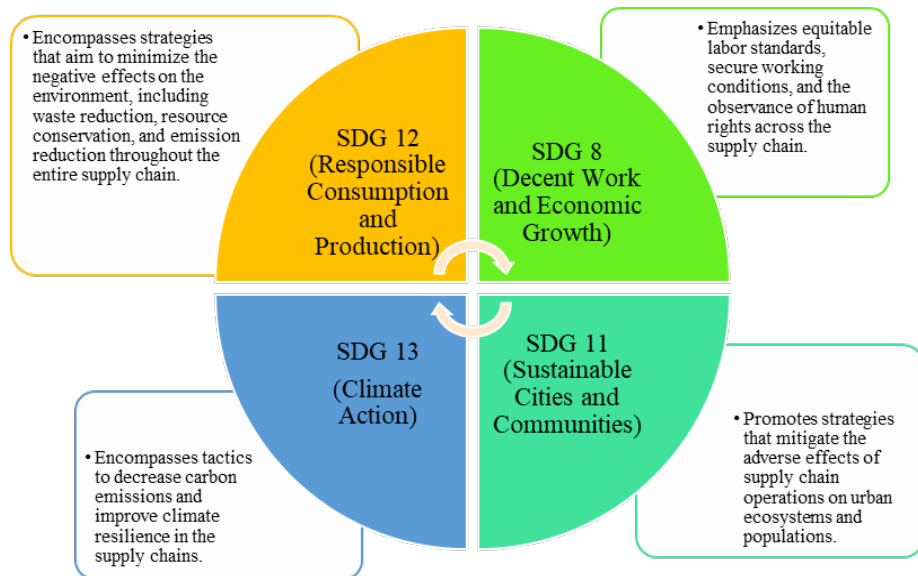 • Encompasses strategies
that aim to minimize the
negative effects on the
environment, including
waste reduction, resource
conservation, and emission
reduction throughout the
entire supply chain.
SDG 12
(Responsible
Consumption
and
Production)
SDG 8
(Decent Work
and Economic
Growth)
• Emphasizes equitable
labor standards,
secure working
conditions, and the
observance of human
rights across the
supply chain.
SDG 13
(Climate
Action)
• Encompasses tactics
to decrease carbon
emissions and
improve climate
resilience in the
supply chains.
SDG 11
(Sustainable
Cities and
Communities)
• Promotes strategies
that mitigate the
adverse effects of
supply chain
operations on urban
ecosystems and
populations.